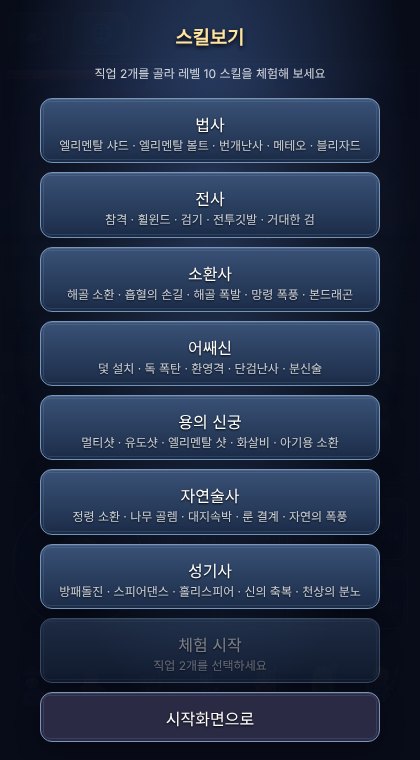 스킬보기
직업 2개를 골라 레벨 10 스킬을 체험해 보세요
법사
엘리멘탈 샤드 · 엘리멘탈 볼트 · 번개난사 · 메테오 · 블리자드
전사
참격 · 휠윈드 · 검기 · 전투깃발 · 거대한 검
소환사
해골 소환 · 흡혈의 손길 · 해골 폭발 · 망령 폭풍 · 본드래곤
어쌔신
덫 설치 · 독 폭탄 · 환영격 · 단검난사 · 분신술
용의 신궁
멀티샷 · 유도샷 · 엘리멘탈 샷 · 화살비 · 아기용 소환
자연술사
정령 소환 · 나무 골렘 · 대지속박 · 룬 결계 · 자연의 폭풍
성기사
방패돌진 · 스피어댄스 · 홀리스피어 · 신의 축복 · 천상의 분노
체험 시작
직업 2개를 선택하세요
시작화면으로